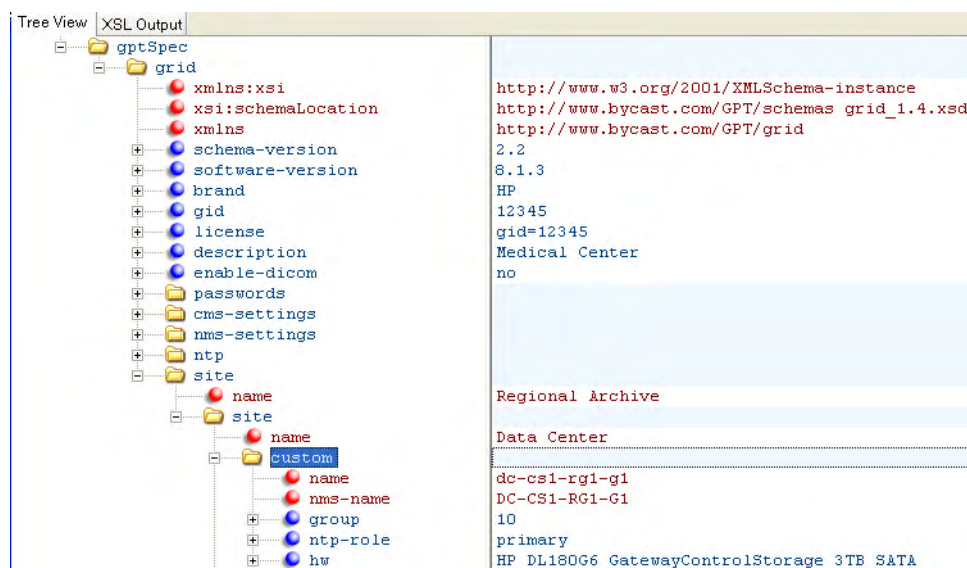 Tree View XSL Output
gptSpec
grid
xmlns:xsi http://www.w3.org/2001/XMLSchema-instance
xsi:schemaLocation http://www.bycast.com/GPT/schemas grid_1.4.xsd
xmlns http://www.bycast.com/GPT/grid
schema-version 2.2
software-version 8.1.3
brand HP
gid 12345
license gid=12345
description Medical Center
enable-dicom no
passwords
cms-settings
nms-settings
ntp
site
name Regional Archive
site
name Data Center
custom
name dc-cs1-rg1-g1
nms-name DC-CS1-RG1-G1
group 10
ntp-role primary
hw HP DL180G6 GatewayControlStorage 3TB SATA